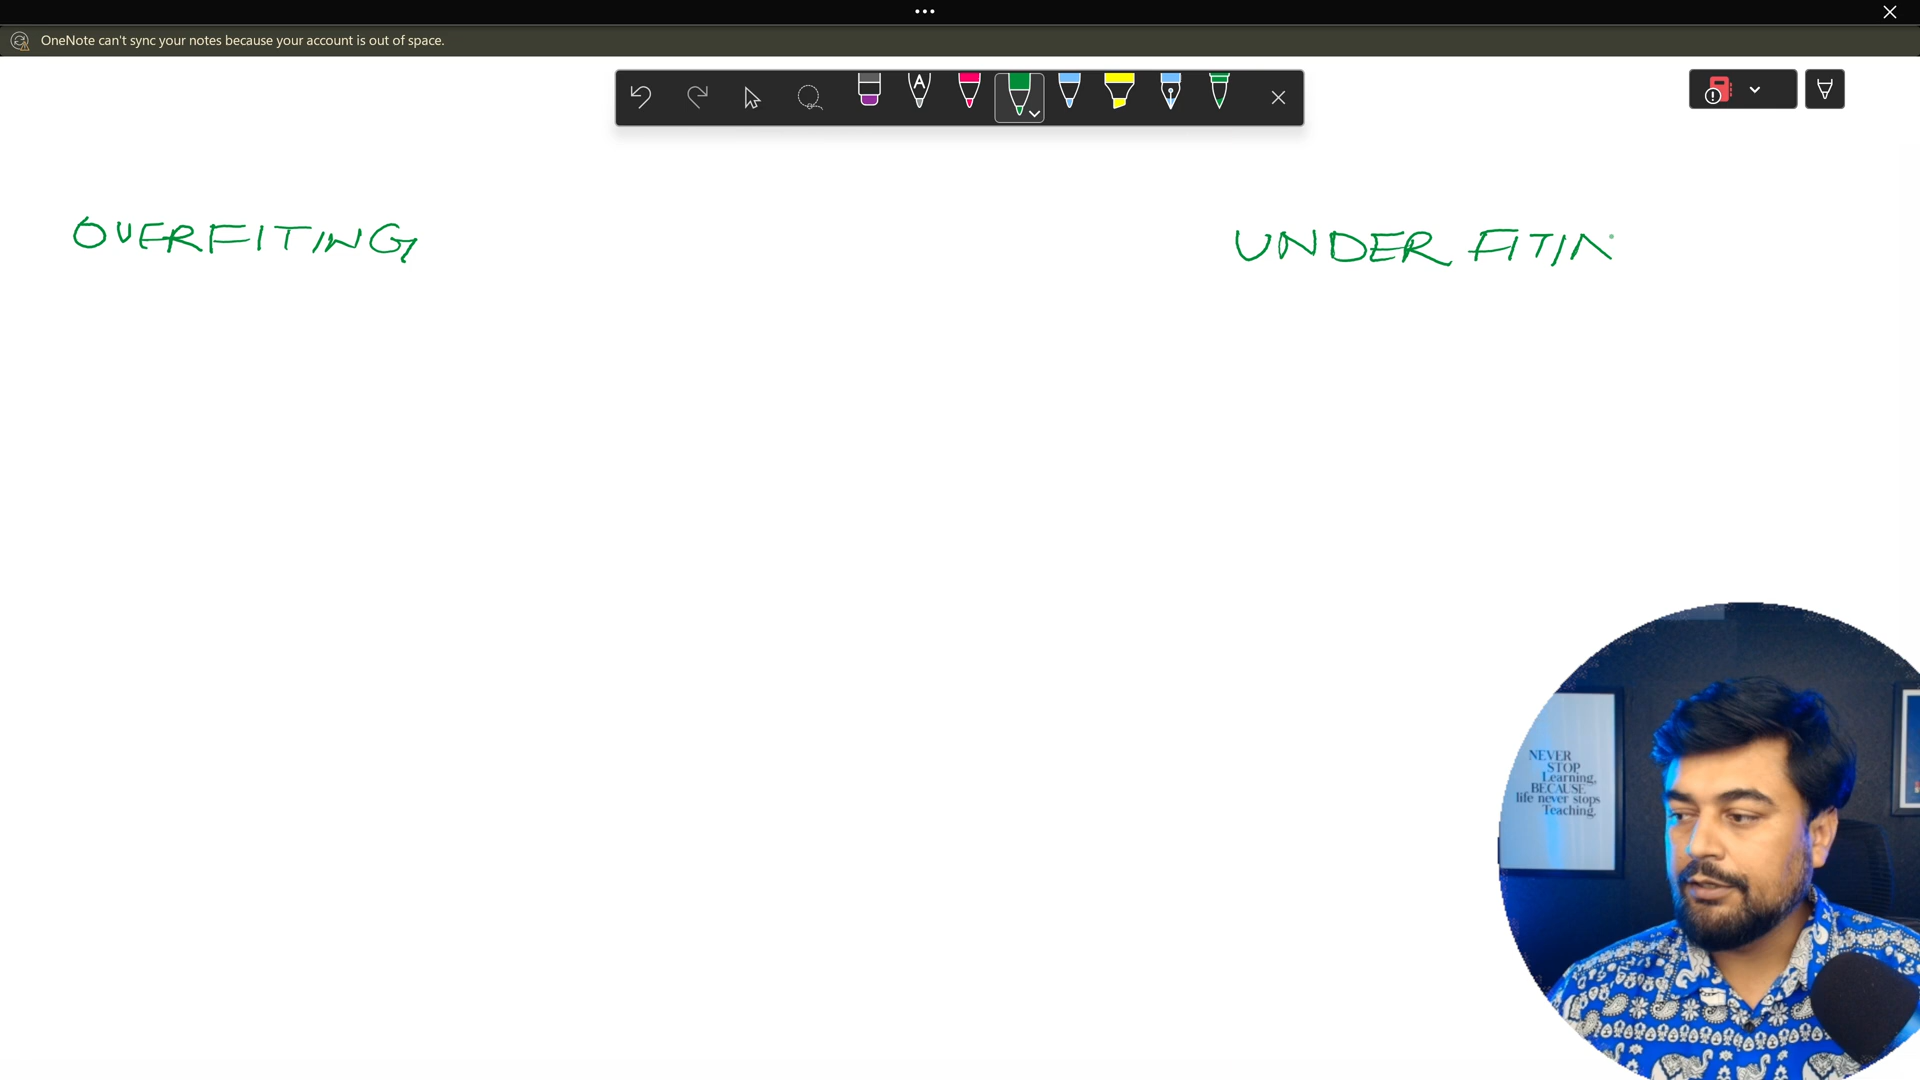 OneNote can't sync your notes because your account is out of space.
OVERFITING
UNDER FITIN
NEVER
STOP
Learning,
BECAUSE
life never stops
Teaching.